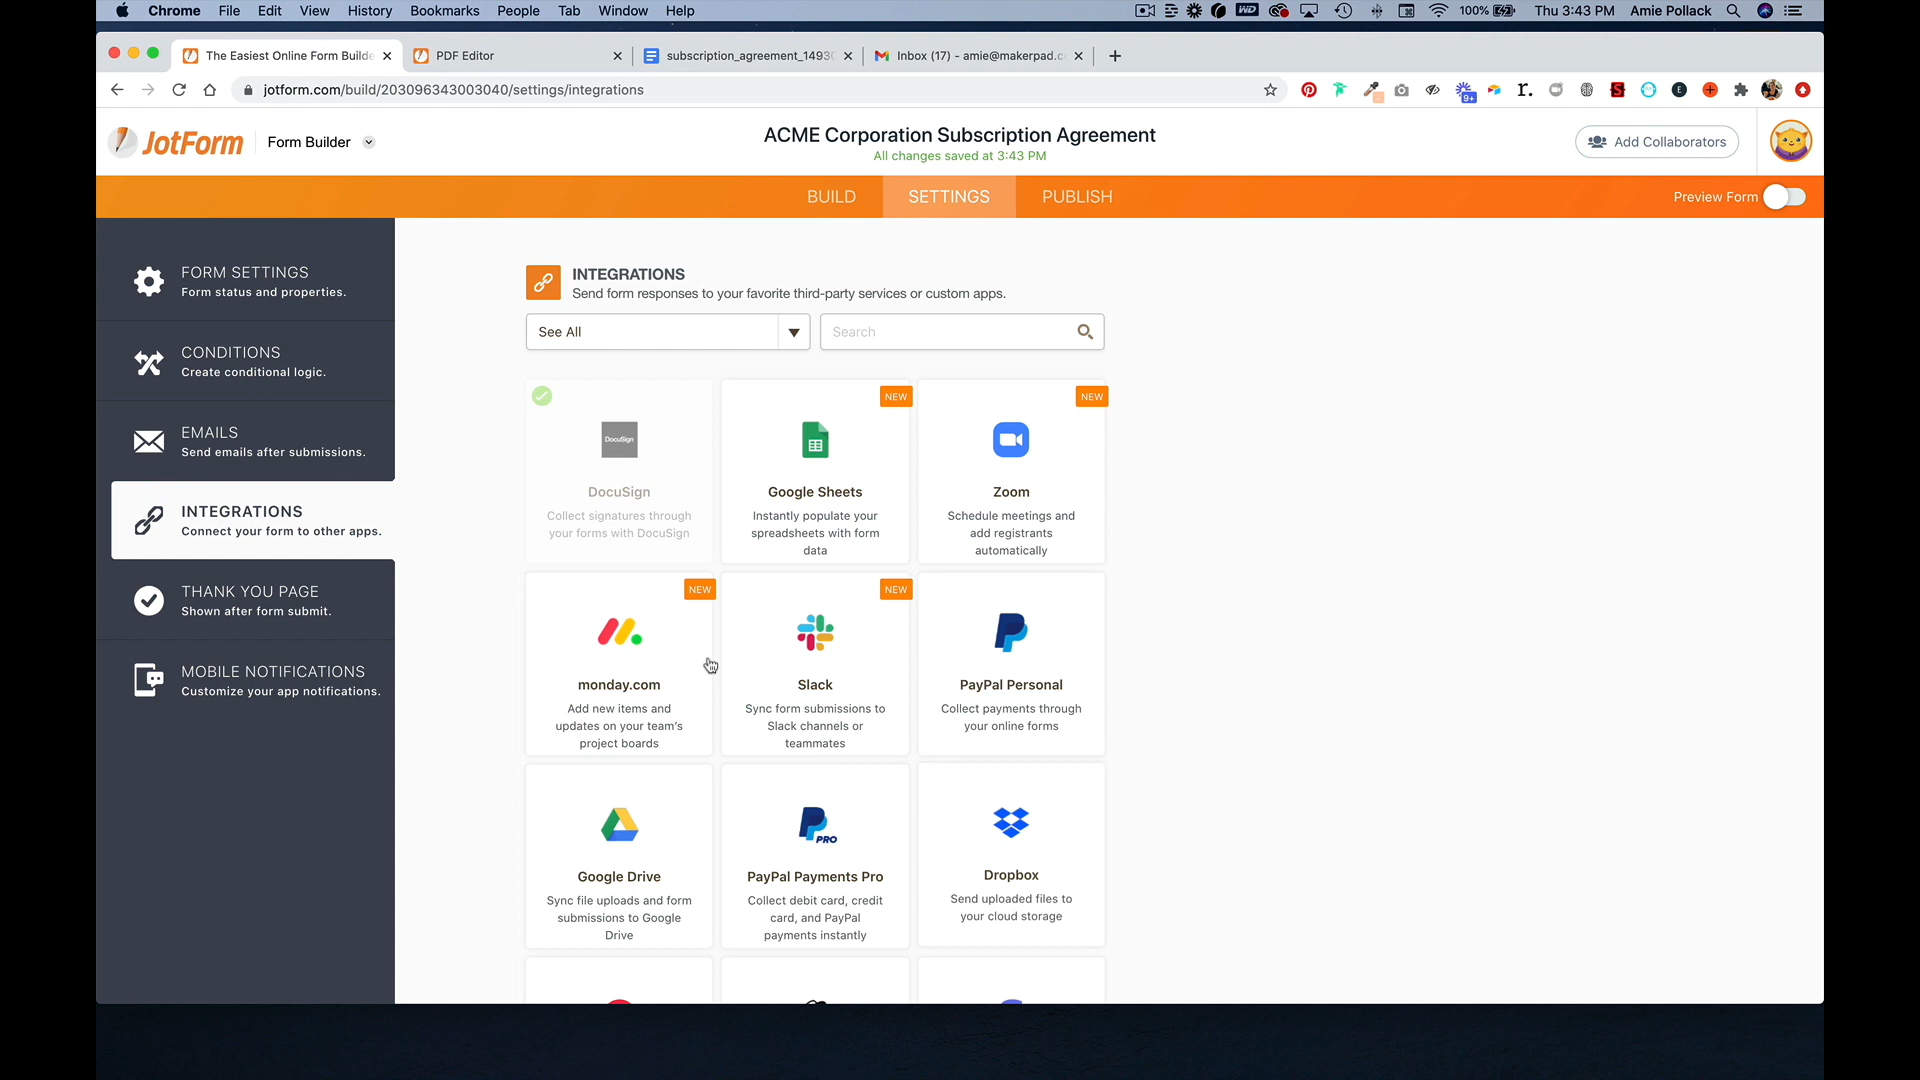 Chrome File Edit View History Bookmarks People Tab Window Help
WD
100%
Thu 3:43 PM Amie Pollack
The Easiest Online Form Builde
PDF Editor
subscription_agreement_1493
Inbox (17) - amie@makerpad.c
jotform.com/build/203096343003040/settings/integrations
9+
r.
S
E
JotForm
Form Builder
ACME Corporation Subscription Agreement
All changes saved at 3:43 PM
Add Collaborators
BUILD
SETTINGS
PUBLISH
Preview Form
FORM SETTINGS
Form status and properties.
CONDITIONS
Create conditional logic.
EMAILS
Send emails after submissions.
INTEGRATIONS
Connect your form to other apps.
THANK YOU PAGE
Shown after form submit.
MOBILE NOTIFICATIONS
Customize your app notifications.
INTEGRATIONS
Send form responses to your favorite third-party services or custom apps.
See All
Search
DocuSign
DocuSign
Collect signatures through
your forms with DocuSign
NEW
Google Sheets
Instantly populate your
spreadsheets with form
data
NEW
Zoom
Schedule meetings and
add registrants
automatically
NEW
monday.com
Add new items and
updates on your team's
project boards
NEW
Slack
Sync form submissions to
Slack channels or
teammates
PayPal Personal
Collect payments through
your online forms
Google Drive
Sync file uploads and form
submissions to Google
Drive
PRO
PayPal Payments Pro
Collect debit card, credit
card, and PayPal
payments instantly
Dropbox
Send uploaded files to
your cloud storage